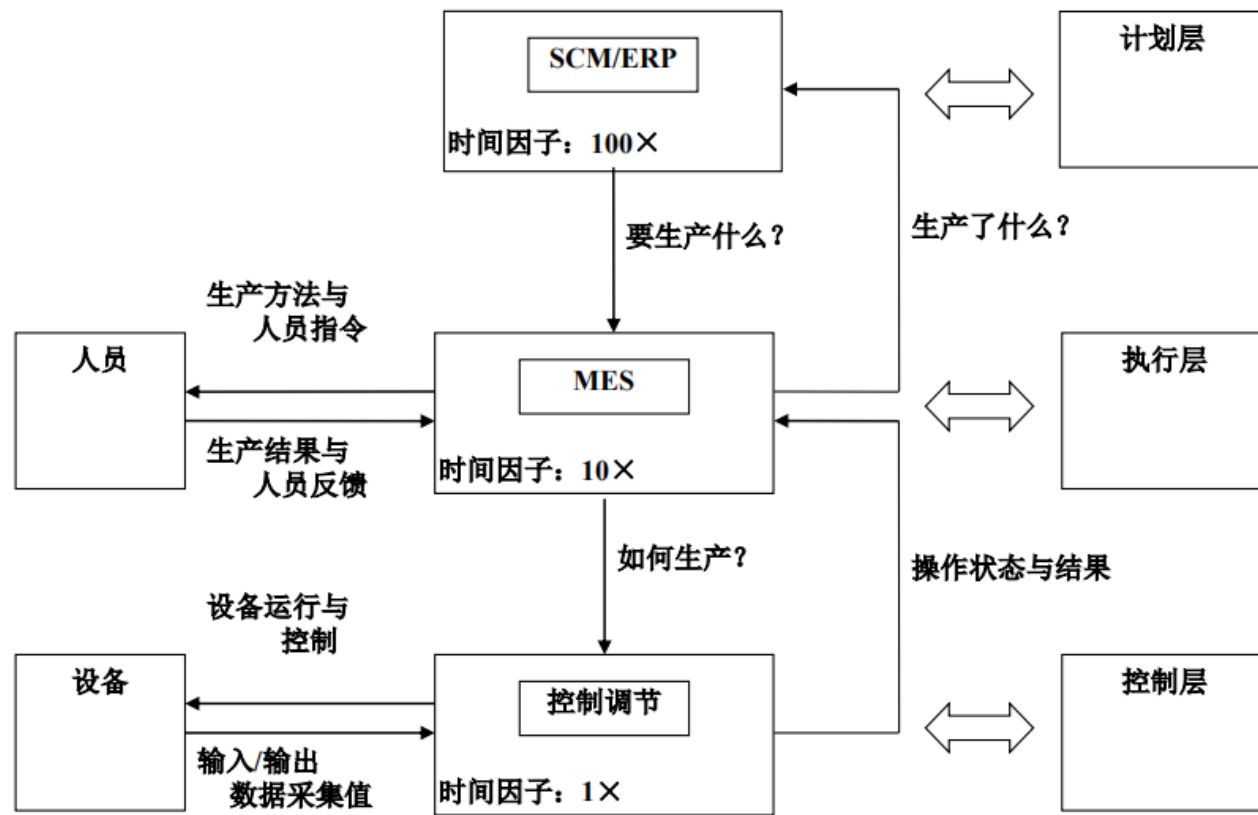 SCM/ERP
时间因子：100×
计划层
要生产什么？
生产了什么？
生产方法与
人员指令
人员
MES
执行层
生产结果与
人员反馈
时间因子：10×
如何生产？
操作状态与结果
设备运行与
控制
设备
控制调节
控制层
输入/输出
数据采集值
时间因子：1×